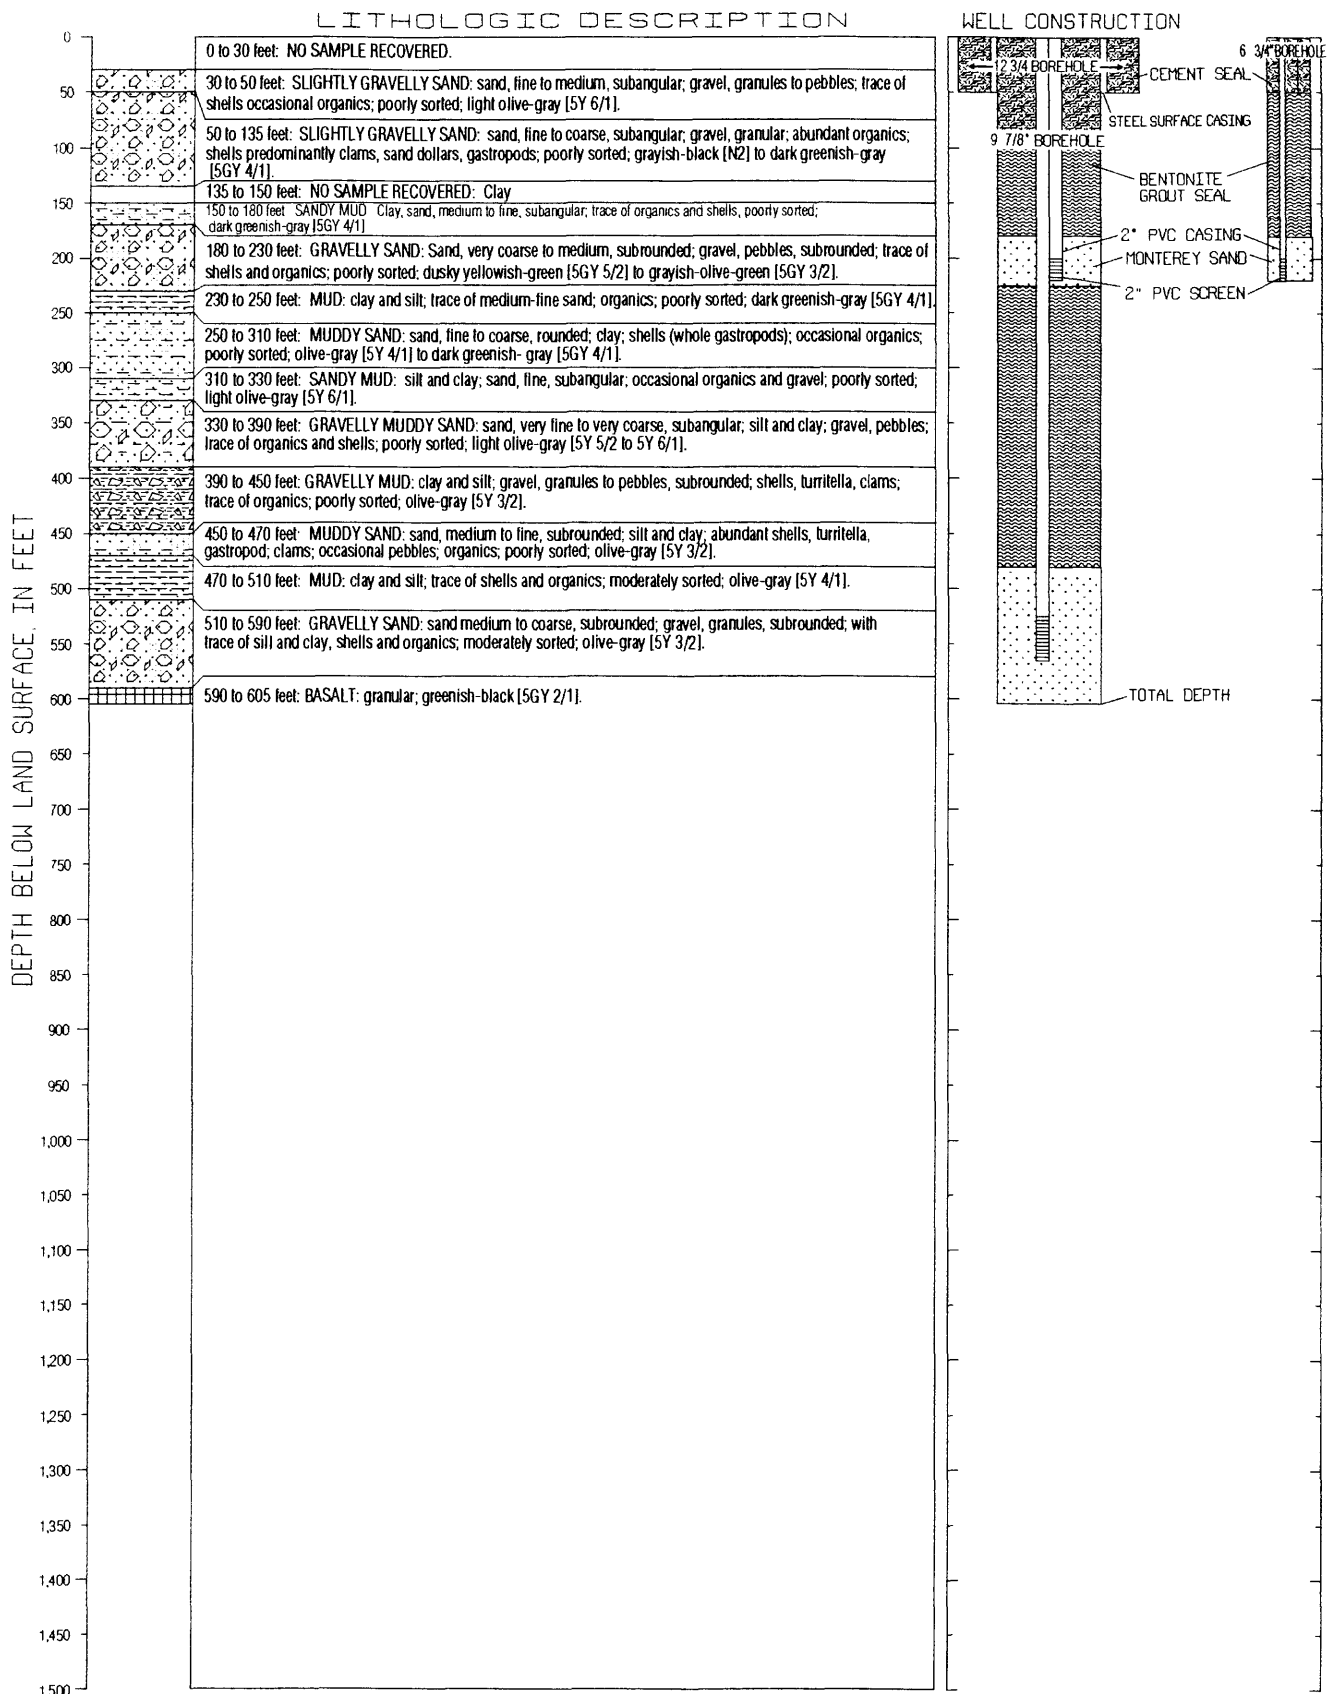 LITHOLOGIC DESCRIPTION
WELL CONSTRUCTION
DEPTH BELOW LAND SURFACE, IN FEET
0
50
100
150
200
250
300
350
400
450
500
550
600
650
700
750
800
850
900
950
1,000
1,050
1,100
1,150
1,200
1,250
1,300
1,350
1,400
1,450
1,500
0 to 30 feet: NO SAMPLE RECOVERED.
30 to 50 feet: SLIGHTLY GRAVELLY SAND: sand, fine to medium, subangular; gravel, granules to pebbles; trace of
shells occasional organics; poorly sorted; light olive-gray [5Y 6/1].
50 to 135 feet: SLIGHTLY GRAVELLY SAND: sand, fine to coarse, subangular; gravel, granular; abundant organics;
shells predominantly clams, sand dollars, gastropods; poorly sorted; grayish-black [N2] to dark greenish-gray
[5GY 4/1].
135 to 150 feet: NO SAMPLE RECOVERED: Clay
150 to 180 feet SANDY MUD Clay, sand, medium to fine, subangular; trace of organics and shells, poorly sorted;
dark greenish-gray [5GY 4/1]
180 to 230 feet: GRAVELLY SAND: Sand, very coarse to medium, subrounded; gravel, pebbles, subrounded; trace of
shells and organics; poorly sorted; dusky yellowish-green [5GY 5/2] to grayish-olive-green [5GY 3/2].
230 to 250 feet: MUD: clay and silt; trace of medium-fine sand; organics; poorly sorted; dark greenish-gray [5GY 4/1].
250 to 310 feet: MUDDY SAND: sand, fine to coarse, rounded; clay; shells (whole gastropods); occasional organics;
poorly sorted; olive-gray [5Y 4/1] to dark greenish- gray [5GY 4/1].
310 to 330 feet: SANDY MUD: silt and clay; sand, fine, subangular; occasional organics and gravel; poorly sorted;
light olive-gray [5Y 6/1].
330 to 390 feet: GRAVELLY MUDDY SAND: sand, very fine to very coarse, subangular; silt and clay; gravel, pebbles;
trace of organics and shells; poorly sorted; light olive-gray [5Y 5/2 to 5Y 6/1].
390 to 450 feet: GRAVELLY MUD: clay and silt; gravel, granules to pebbles, subrounded; shells, turritella, clams;
trace of organics; poorly sorted; olive-gray [5Y 3/2].
450 to 470 feet: MUDDY SAND: sand, medium to fine, subrounded; silt and clay; abundant shells, turritella,
gastropod; clams; occasional pebbles; organics; poorly sorted; olive-gray [5Y 3/2].
470 to 510 feet: MUD: clay and silt; trace of shells and organics; moderately sorted; olive-gray [5Y 4/1].
510 to 590 feet: GRAVELLY SAND: sand medium to coarse, subrounded; gravel, granules, subrounded; with
trace of sill and clay, shells and organics; moderately sorted; olive-gray [5Y 3/2].
590 to 605 feet: BASALT: granular; greenish-black [5GY 2/1].
12 3/4 BOREHOLE
6 3/4" BOREHOLE
CEMENT SEAL
STEEL SURFACE CASING
9 7/8" BOREHOLE
BENTONITE
GROUT SEAL
2" PVC CASING
MONTEREY SAND
2" PVC SCREEN
TOTAL DEPTH